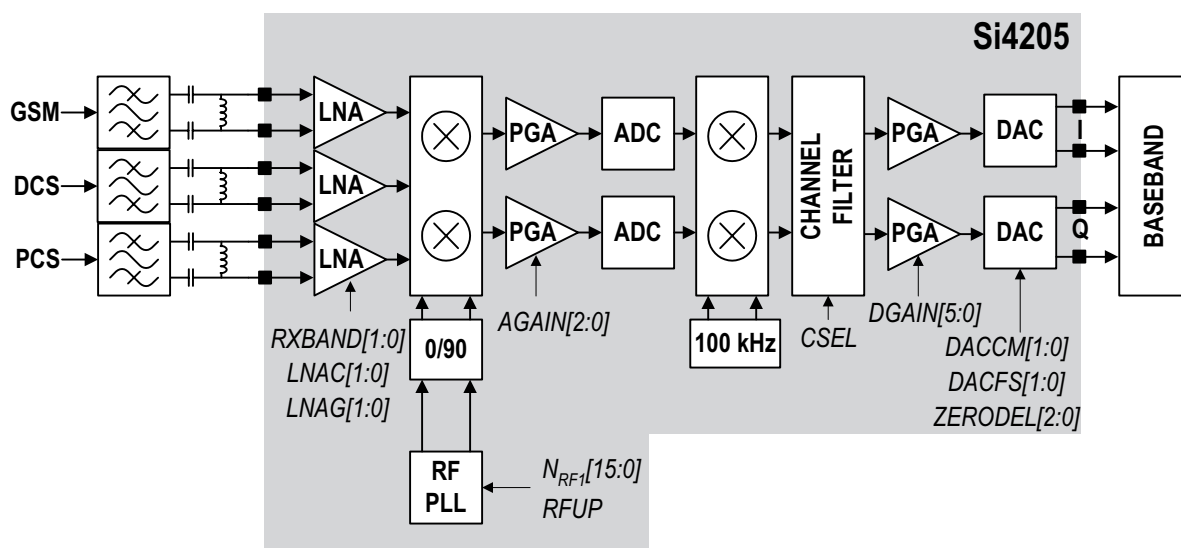 Si4205
GSM
DCS
PCS
LNA
LNA
LNA
PGA
PGA
ADC
ADC
CHANNEL
FILTER
PGA
PGA
DAC
DAC
I
Q
BASEBAND
RXBAND[1:0]
LNAC[1:0]
LNAG[1:0]
0/90
AGAIN[2:0]
100 kHz
CSEL
DGAIN[5:0]
DACCM[1:0]
DACFS[1:0]
ZERODEL[2:0]
RF
PLL
NRF1[15:0]
RFUP